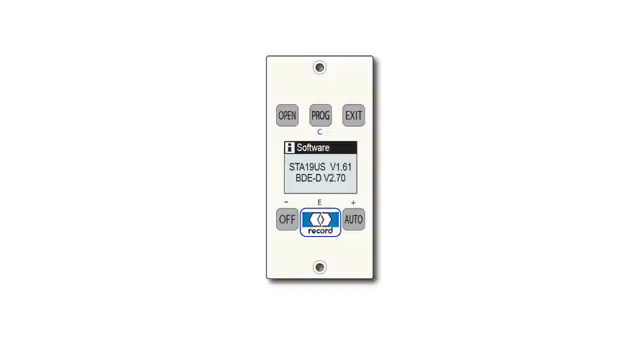 OPEN PROG EXIT
C
i Software
STA19US V1.61
BDE-D V2.70
- E +
OFF record AUTO